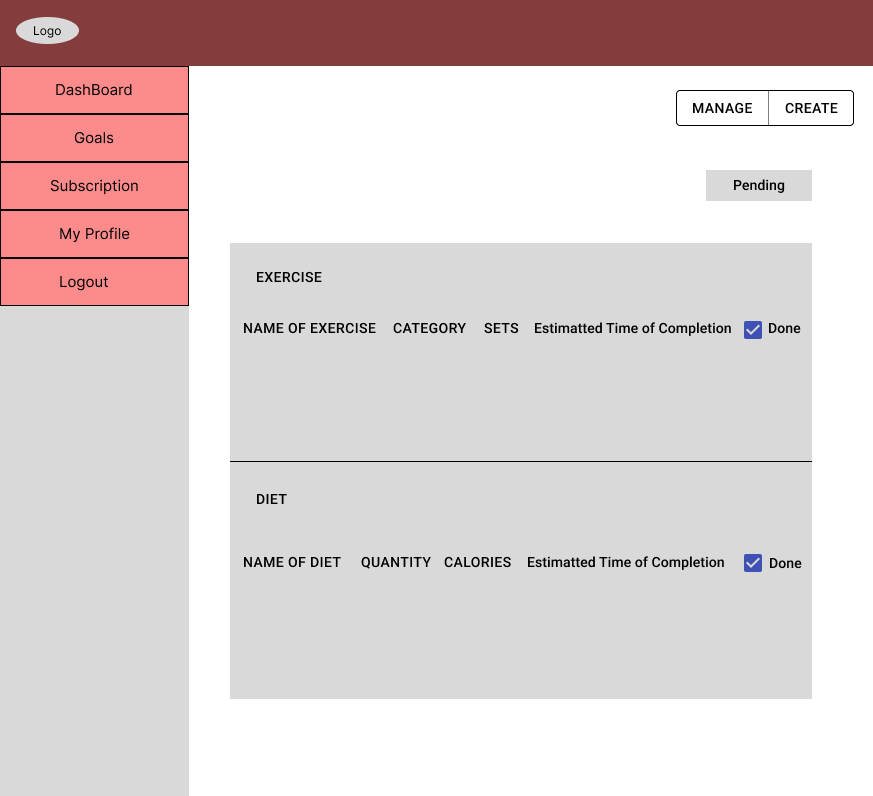 Logo
DashBoard
Goals
Subscription
My Profile
Logout
MANAGE CREATE
Pending
EXERCISE
NAME OF EXERCISE CATEGORY SETS Estimatted Time of Completion Done
DIET
NAME OF DIET QUANTITY CALORIES Estimatted Time of Completion Done